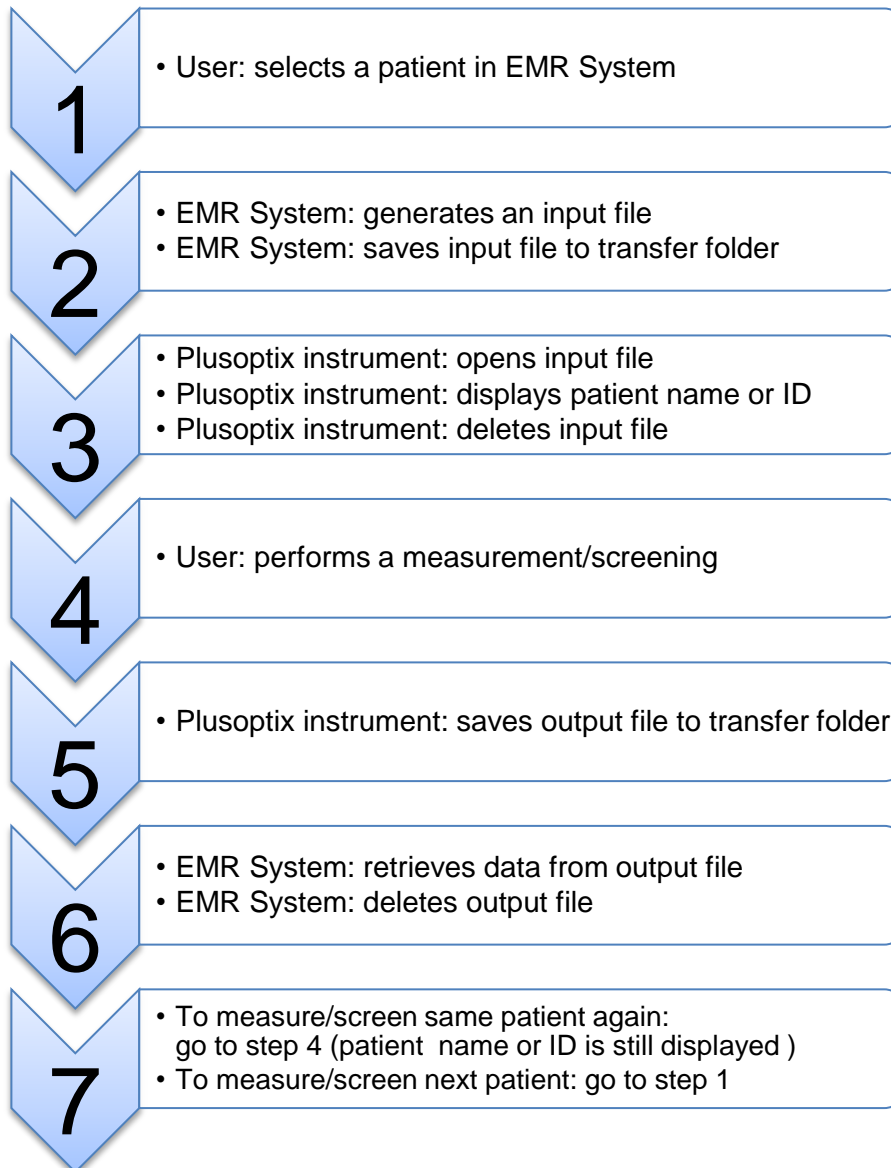 1
• User: selects a patient in EMR System
2
• EMR System: generates an input file
• EMR System: saves input file to transfer folder
3
• Plusoptix instrument: opens input file
• Plusoptix instrument: displays patient name or ID
• Plusoptix instrument: deletes input file
4
• User: performs a measurement/screening
5
• Plusoptix instrument: saves output file to transfer folder
6
• EMR System: retrieves data from output file
• EMR System: deletes output file
7
• To measure/screen same patient again:
go to step 4 (patient name or ID is still displayed )
• To measure/screen next patient: go to step 1